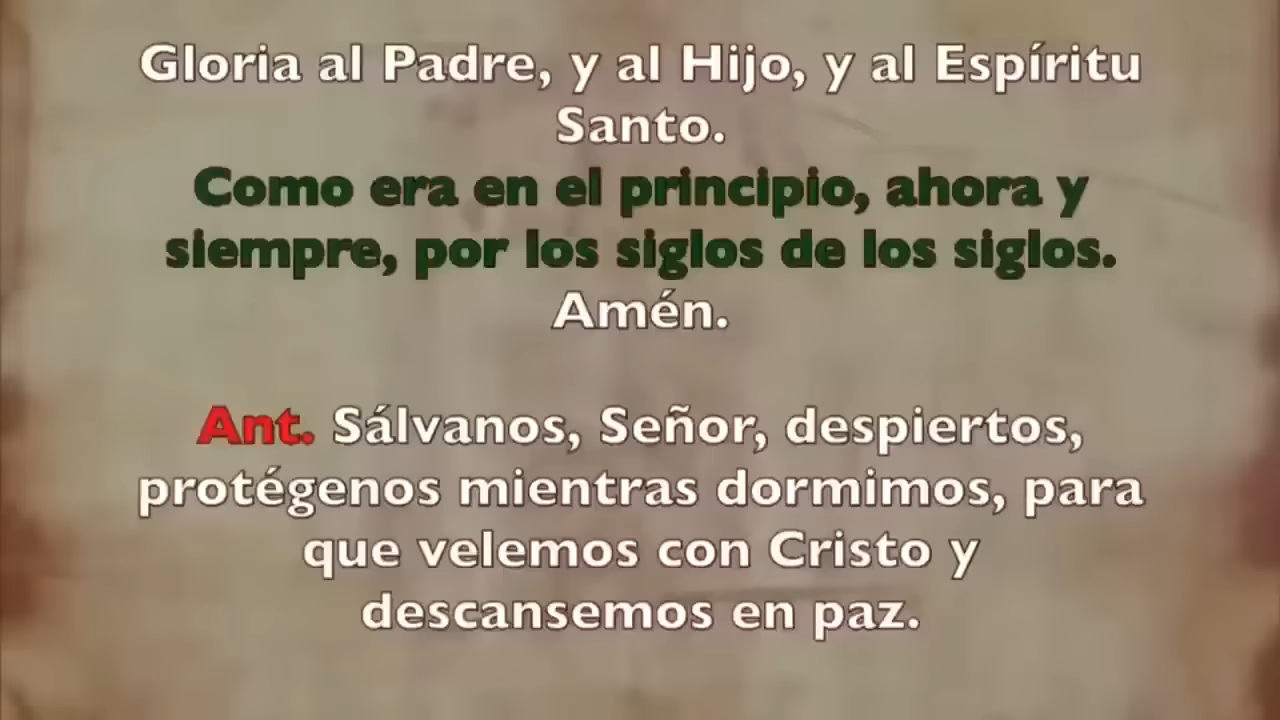 Gloria al Padre, y al Hijo, y al Espíritu
Santo.
Como era en el principio, ahora y
siempre, por los siglos de los siglos.
Amén.
Ant. Sálvanos, Señor, despiertos,
protégenos mientras dormimos, para
que velemos con Cristo y
descansemos en paz.